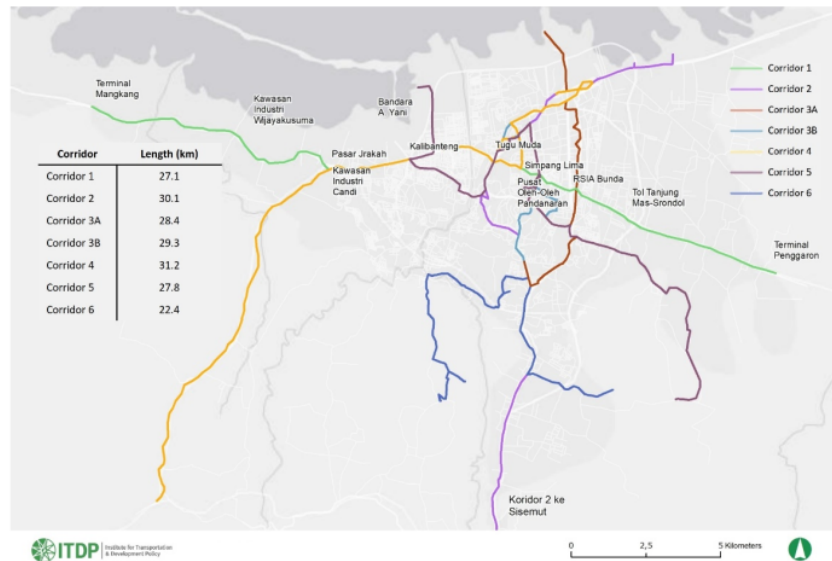 Terminal
Mangkang
Kawasan
Industri
Wijayakusuma
Bandara
A. Yani
Pasar Jrakah
Kawasan
Industri
Candi
Kalibanteng
Tugu Muda
Simpang Lima
Pusat
Oleh-Oleh
Pandanaran
RSIA Bunda
Tol Tanjung
Mas-Srondol
Terminal
Penggaron
Koridor 2 ke
Sisemut
Corridor Length (km)
Corridor 1 27.1
Corridor 2 30.1
Corridor 3A 28.4
Corridor 3B 29.3
Corridor 4 31.2
Corridor 5 27.8
Corridor 6 22.4
Corridor 1
Corridor 2
Corridor 3A
Corridor 3B
Corridor 4
Corridor 5
Corridor 6
ITDP
Institute for Transportation
& Development Policy
0 2,5 5 Kilometers